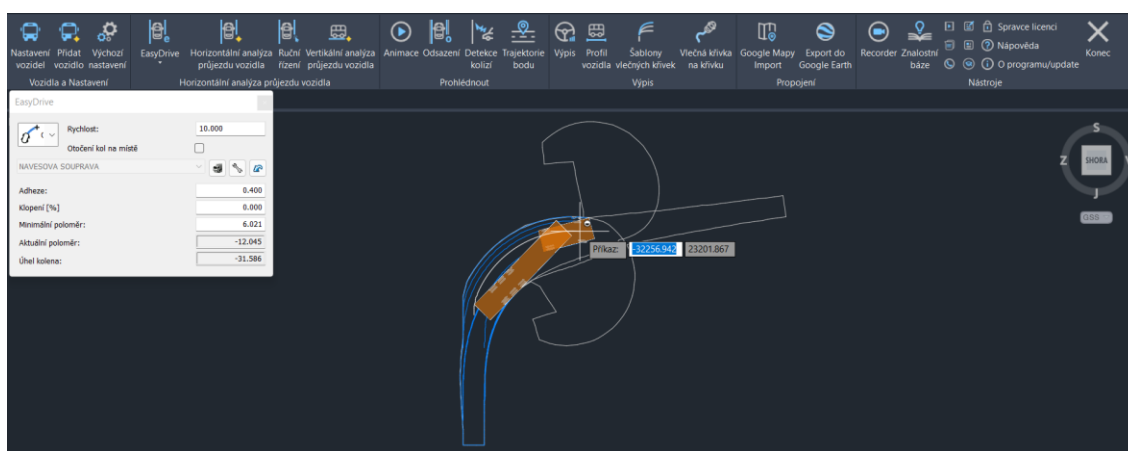 Nastavení vozidel
Přidat vozidlo
Výchozí nastavení
Vozidla a Nastavení
EasyDrive
Horizontální analýza průjezdu vozidla
Ruční řízení
Vertikální analýza průjezdu vozidla
Horizontální analýza průjezdu vozidla
Animace
Odsazení
Detekce kolizí
Trajektorie bodu
Prohlédnout
Výpis
Profil vozidla
Šablony vlečných křivek
Vlečná křivka na křivku
Výpis
Google Mapy Import
Export do Google Earth
Propojení
Recorder
Znalostní báze
Spravce licenci
Nápověda
O programu/update
Nástroje
Konec
EasyDrive
Rychlost: 10.000
Otočení kol na místě
NAVESOVA SOUPRAVA
Adheze: 0.400
Klopení [%] 0.000
Minimální poloměr: 6.021
Aktuální poloměr: -12.045
Úhel kolena: -31.586
Příkaz: -32256.942 23201.867
S
Z SHORA V
J
GSS